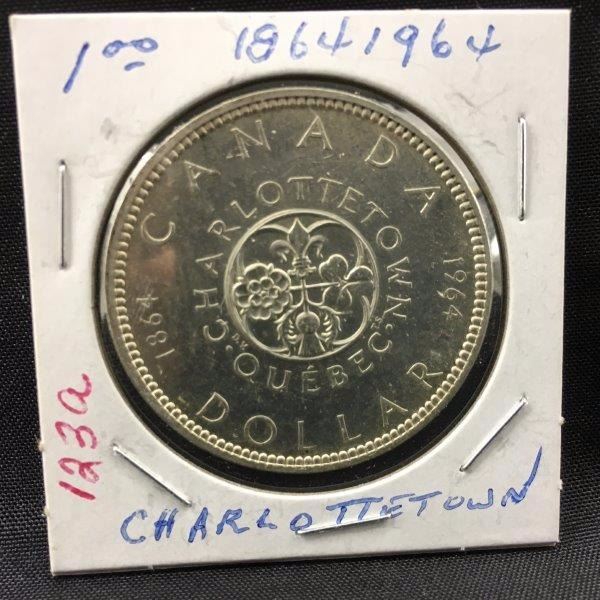 1.00 1864 1964
CANADA
CHARLOTTETOWN
1864
1964
QUÉBEC
DOLLAR
123a
CHARLOTTETOWN